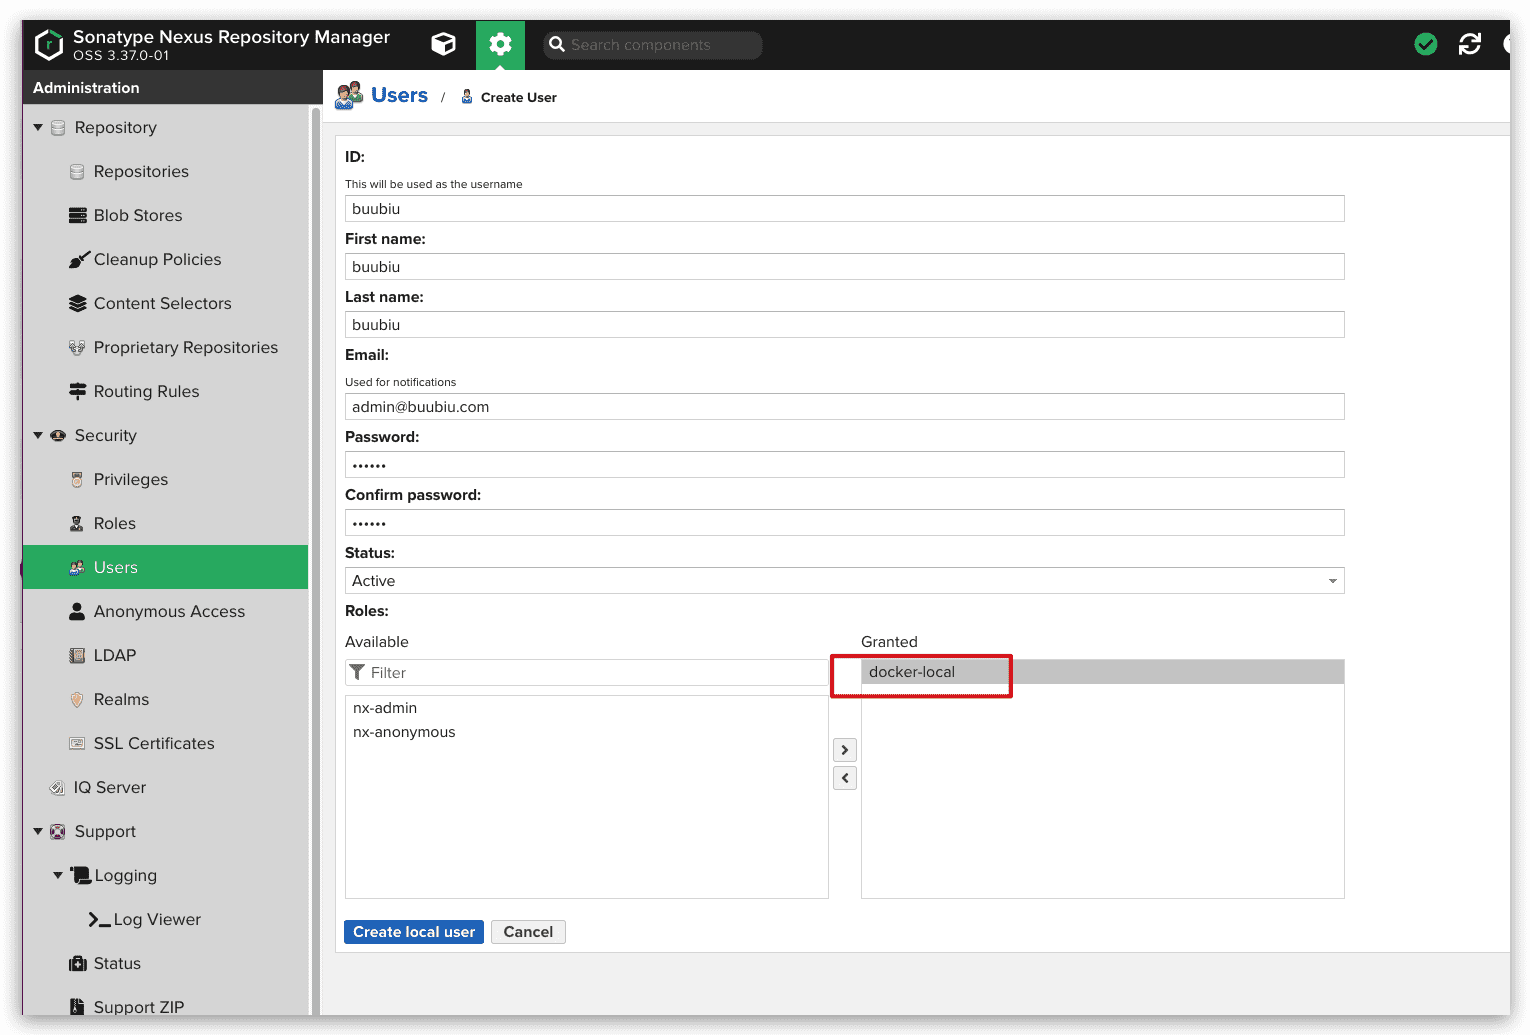 Sonatype Nexus Repository Manager
OSS 3.37.0-01
Search components
Administration
Users / Create User
Repository
Repositories
Blob Stores
Cleanup Policies
Content Selectors
Proprietary Repositories
Routing Rules
Security
Privileges
Roles
Users
Anonymous Access
LDAP
Realms
SSL Certificates
IQ Server
Support
Logging
Log Viewer
Status
Support ZIP
ID:
This will be used as the username
buubiu
First name:
buubiu
Last name:
buubiu
Email:
Used for notifications
admin@buubiu.com
Password:
••••••
Confirm password:
••••••
Status:
Active
Roles:
Available
Filter
nx-admin
nx-anonymous
Granted
docker-local
Create local user
Cancel